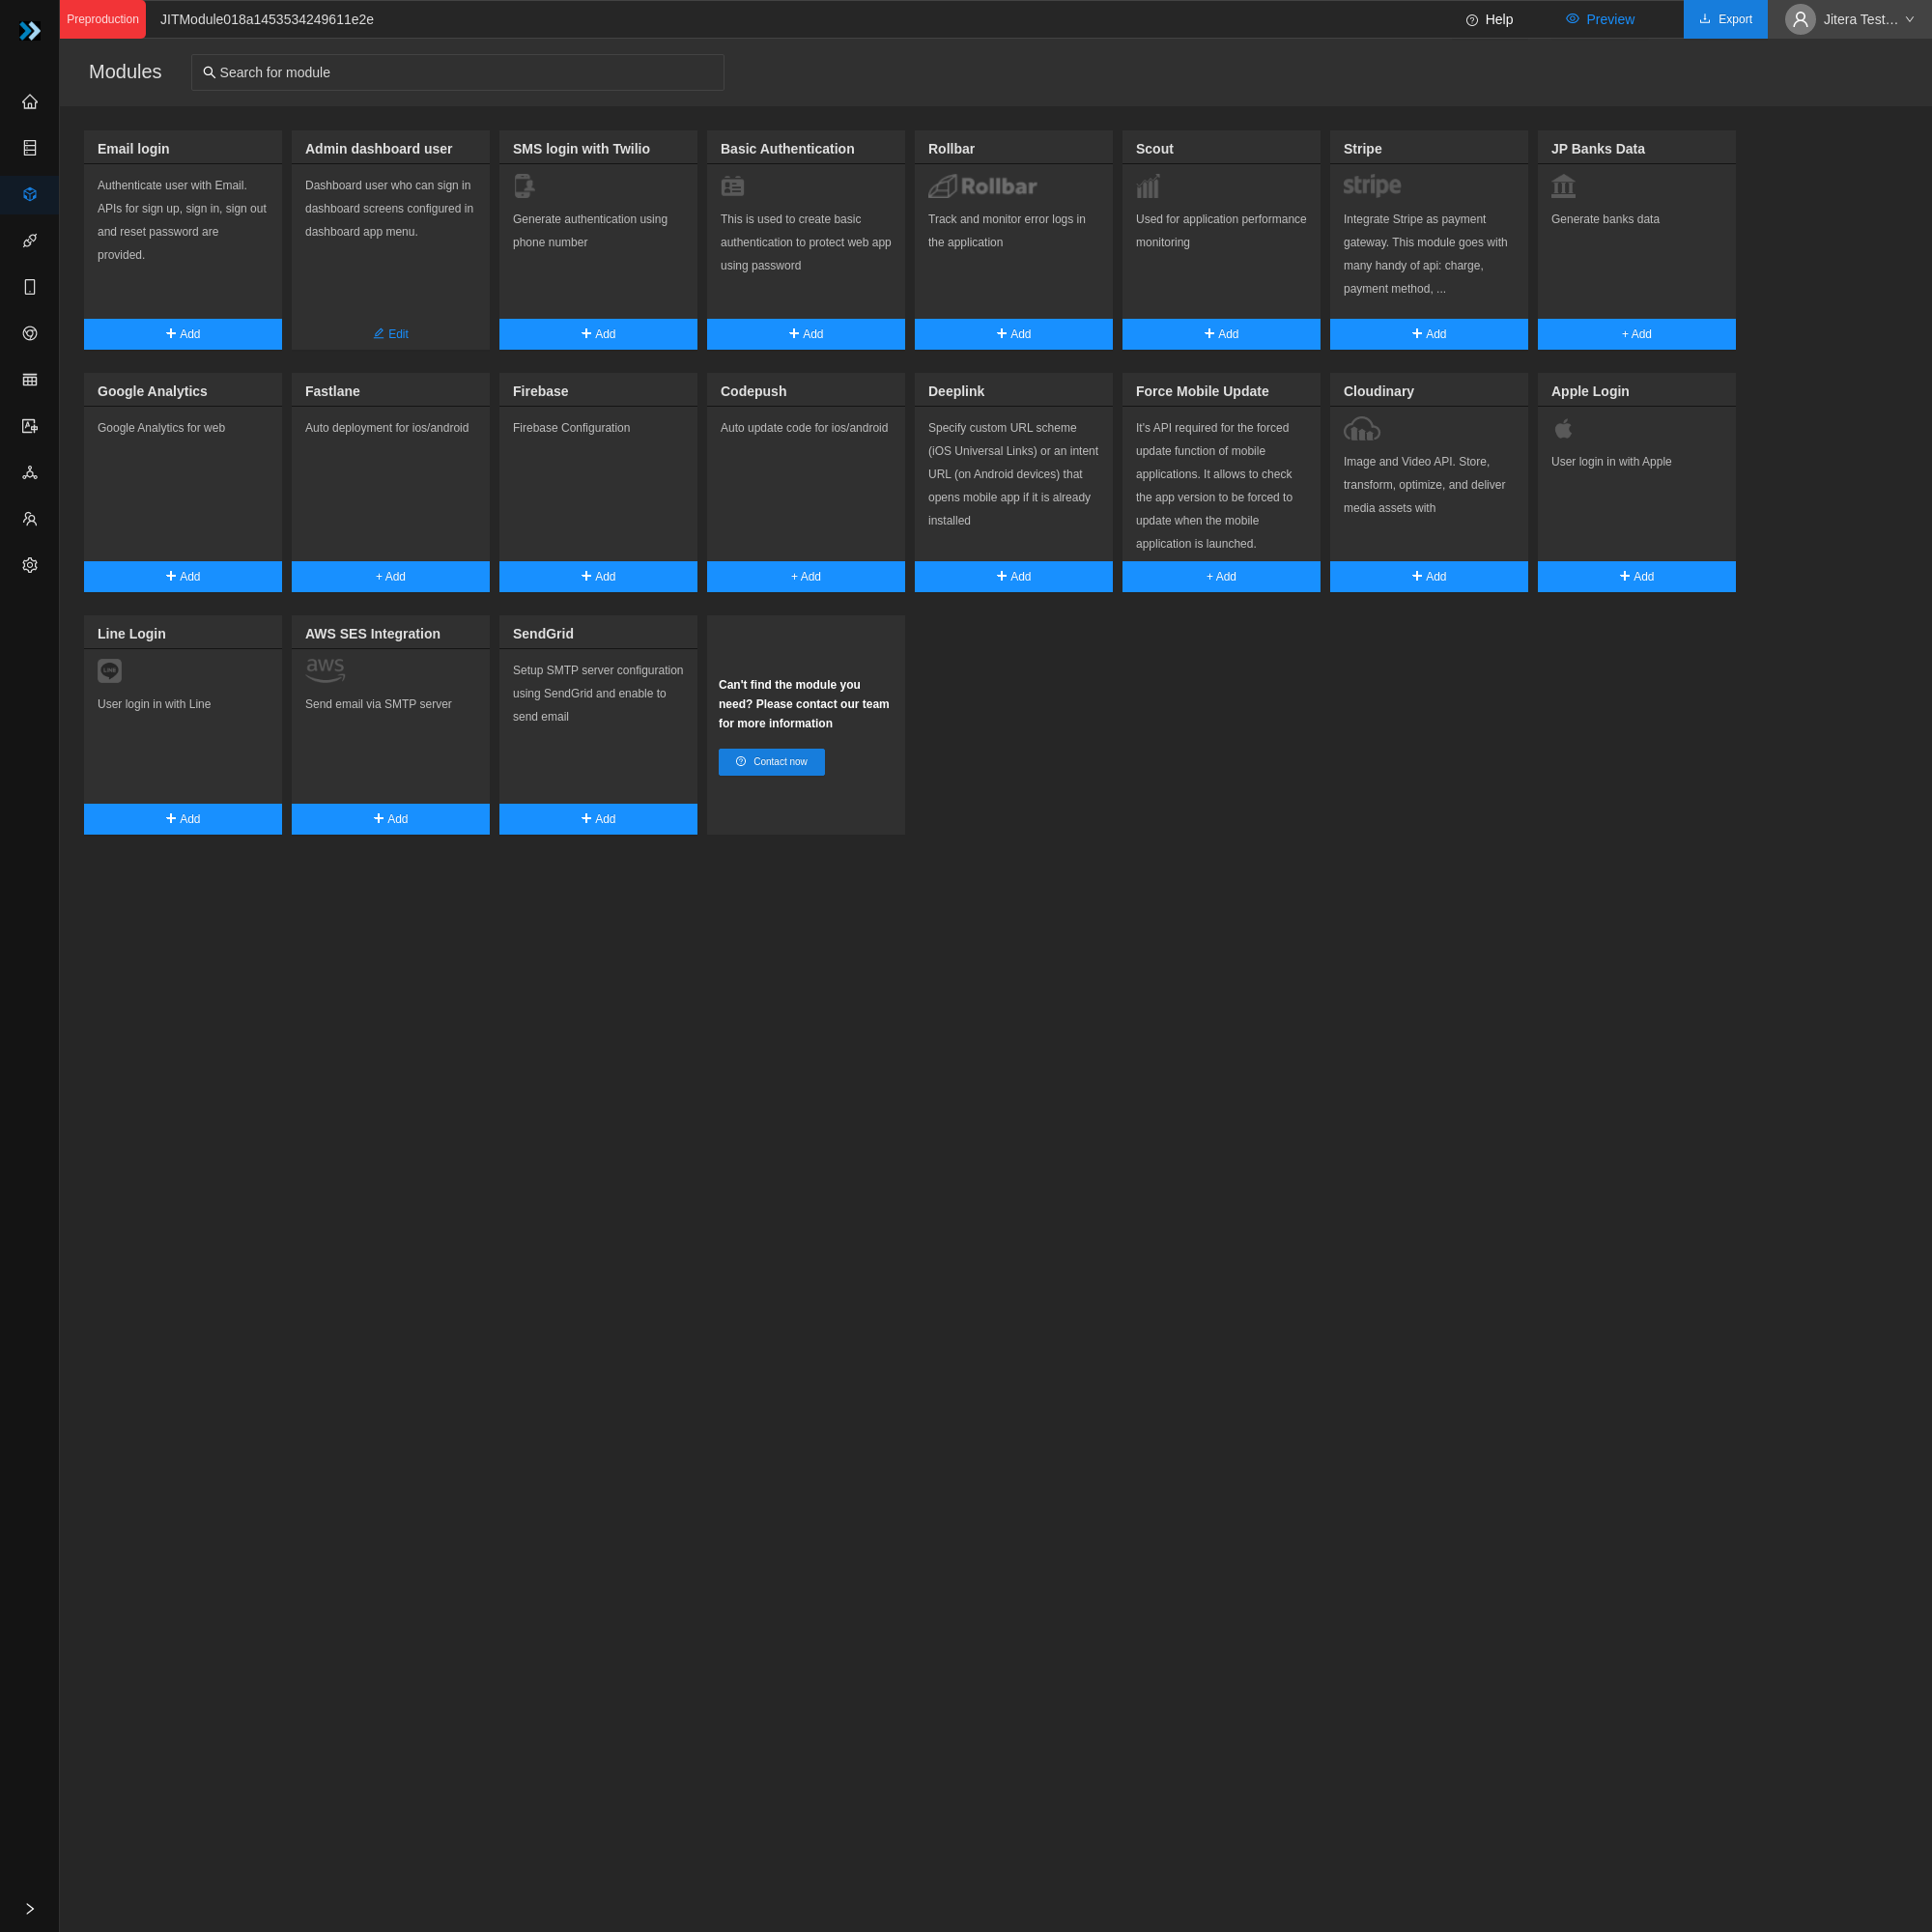 Preproduction
JITModule018a1453534249611e2e
Help
Preview
Export
Jitera Test…
Modules
Search for module
Email login
Authenticate user with Email.
APIs for sign up, sign in, sign out
and reset password are
provided.
Add
Admin dashboard user
Dashboard user who can sign in
dashboard screens configured in
dashboard app menu.
Edit
SMS login with Twilio
Generate authentication using
phone number
Add
Basic Authentication
This is used to create basic
authentication to protect web app
using password
Add
Rollbar
Rollbar
Track and monitor error logs in
the application
Add
Scout
Used for application performance
monitoring
Add
Stripe
stripe
Integrate Stripe as payment
gateway. This module goes with
many handy of api: charge,
payment method, ...
Add
JP Banks Data
Generate banks data
+ Add
Google Analytics
Google Analytics for web
Add
Fastlane
Auto deployment for ios/android
+ Add
Firebase
Firebase Configuration
Add
Codepush
Auto update code for ios/android
+ Add
Deeplink
Specify custom URL scheme
(iOS Universal Links) or an intent
URL (on Android devices) that
opens mobile app if it is already
installed
Add
Force Mobile Update
It's API required for the forced
update function of mobile
applications. It allows to check
the app version to be forced to
update when the mobile
application is launched.
+ Add
Cloudinary
Image and Video API. Store,
transform, optimize, and deliver
media assets with
Add
Apple Login
User login in with Apple
Add
Line Login
LINE
User login in with Line
Add
AWS SES Integration
aws
Send email via SMTP server
Add
SendGrid
Setup SMTP server configuration
using SendGrid and enable to
send email
Add
Can't find the module you
need? Please contact our team
for more information
Contact now